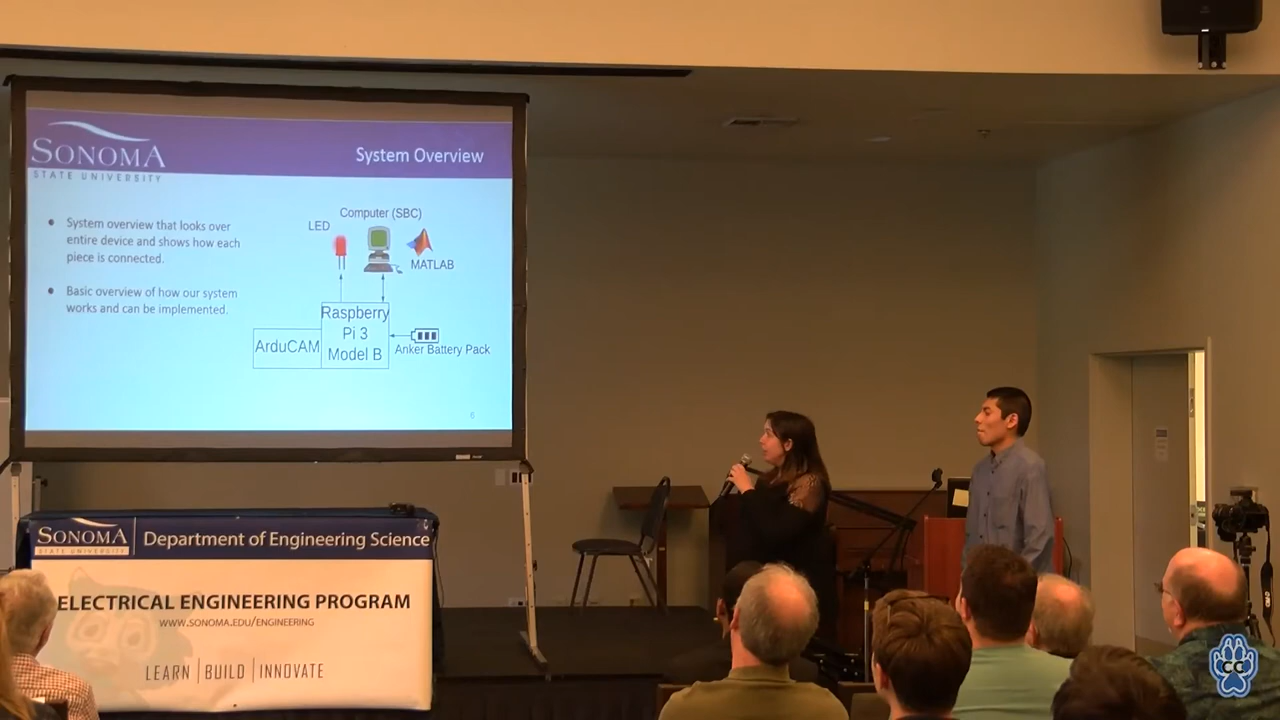 SONOMA
STATE UNIVERSITY
System Overview
● System overview that looks over
entire device and shows how each
piece is connected.
● Basic overview of how our system
works and can be implemented.
Computer (SBC)
LED
MATLAB
Raspberry
Pi 3
Model B
ArduCAM
Anker Battery Pack
6
SONOMA
STATE UNIVERSITY
Department of Engineering Science
ELECTRICAL ENGINEERING PROGRAM
WWW.SONOMA.EDU/ENGINEERING
LEARN | BUILD | INNOVATE
CC